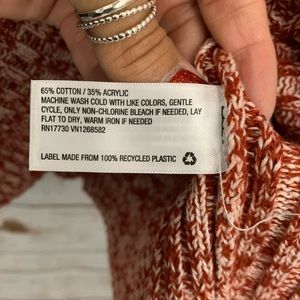 65% COTTON / 35% ACRYLIC
MACHINE WASH COLD WITH LIKE COLORS, GENTLE
CYCLE, ONLY NON-CHLORINE BLEACH IF NEEDED, LAY
FLAT TO DRY, WARM IRON IF NEEDED
RN17730 VN1268582
LABEL MADE FROM 100% RECYCLED PLASTIC